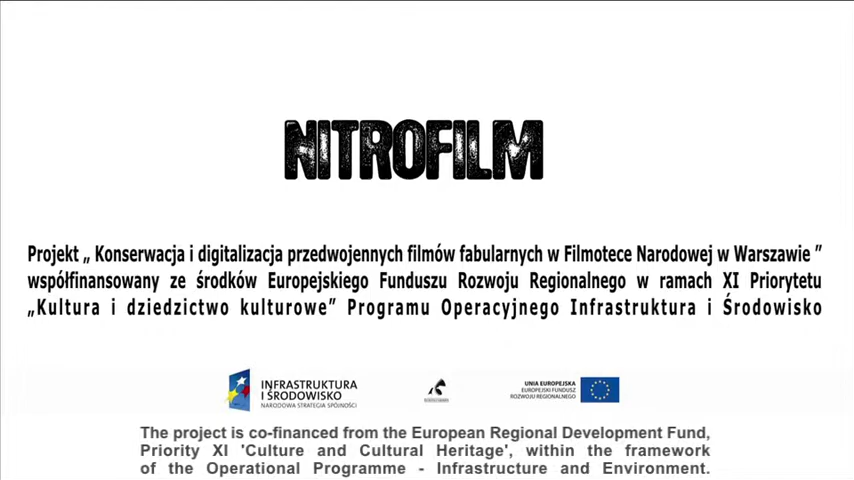 NITROFILM
Projekt „ Konserwacja i digitalizacja przedwojennych filmów fabularnych w Filmotece Narodowej w Warszawie ”
współfinansowany ze środków Europejskiego Funduszu Rozwoju Regionalnego w ramach XI Priorytetu
„Kultura i dziedzictwo kulturowe” Programu Operacyjnego Infrastruktura i Środowisko
INFRASTRUKTURA
I ŚRODOWISKO
NARODOWA STRATEGIA SPÓJNOŚCI
UNIA EUROPEJSKA
EUROPEJSKI FUNDUSZ
ROZWOJU REGIONALNEGO
The project is co-financed from the European Regional Development Fund,
Priority XI 'Culture and Cultural Heritage', within the framework
of the Operational Programme - Infrastructure and Environment.